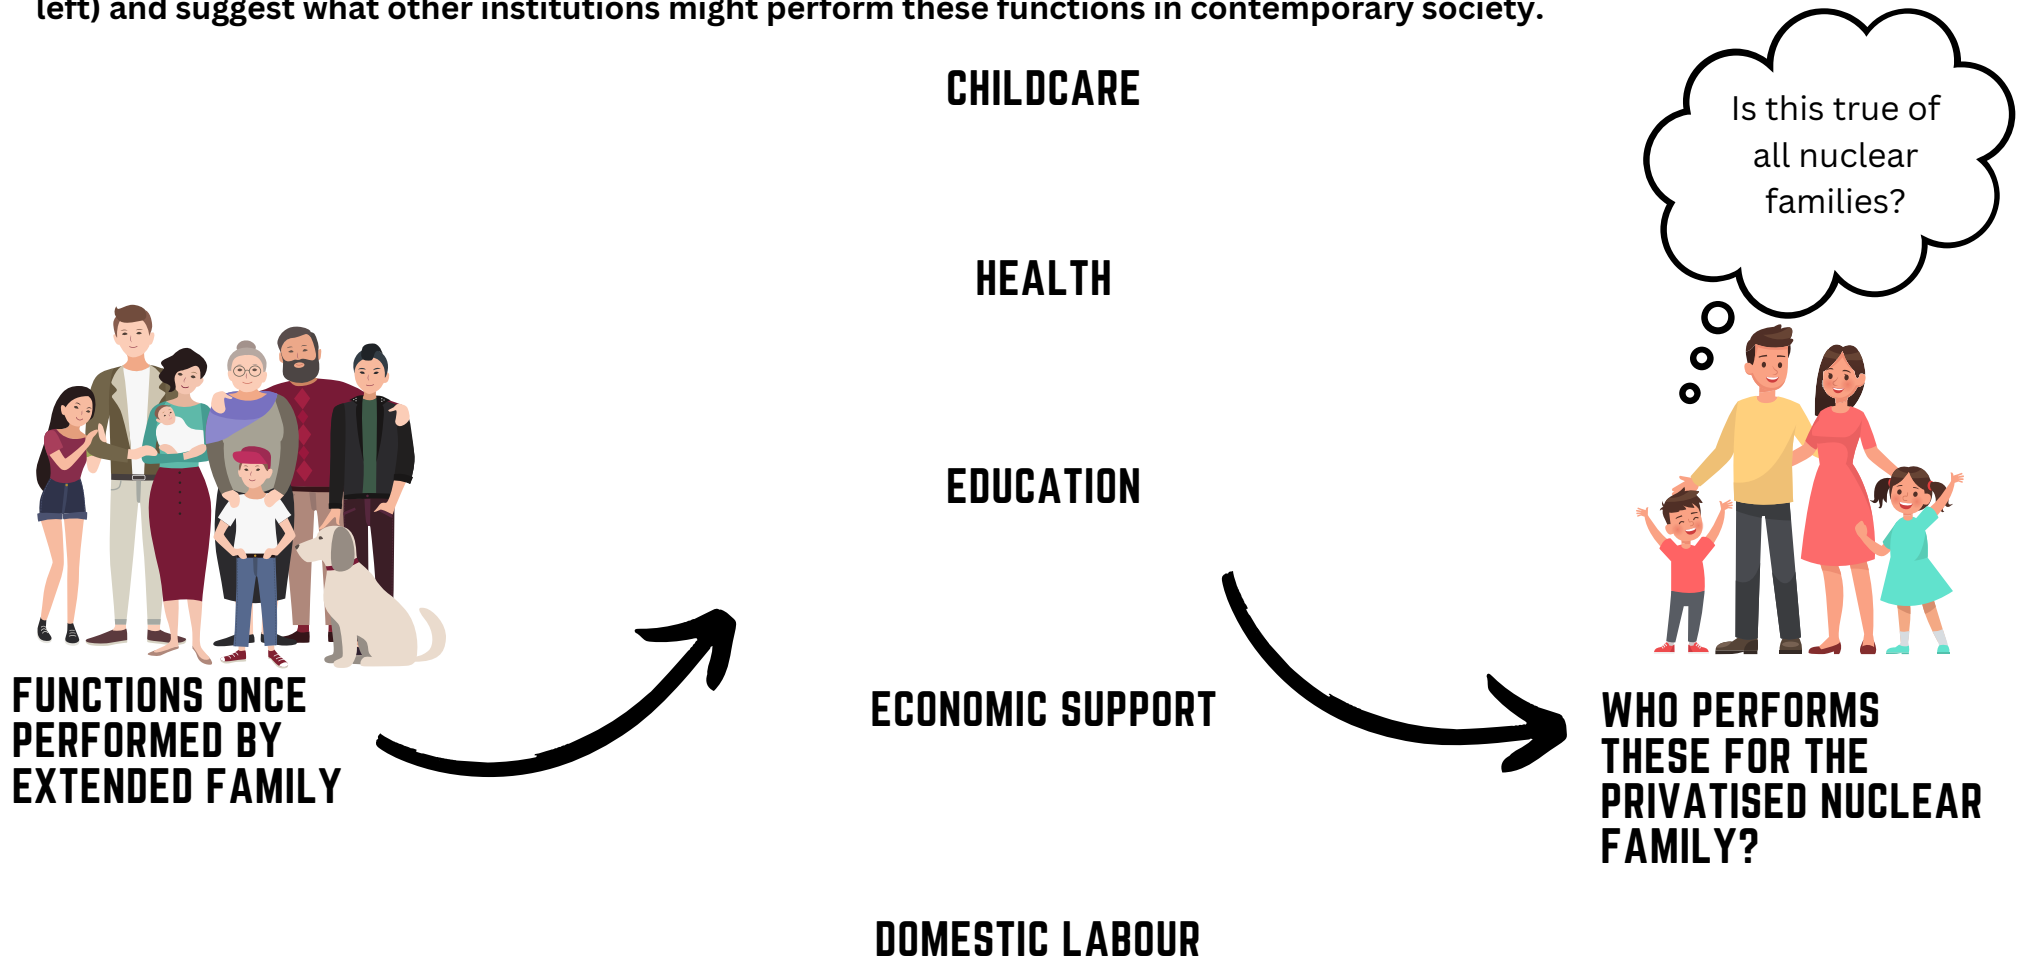 left) and suggest what other institutions might perform these functions in contemporary society.
CHILDCARE
Is this true of
all nuclear
families?
HEALTH
EDUCATION
FUNCTIONS ONCE
PERFORMED BY
EXTENDED FAMILY
ECONOMIC SUPPORT
WHO PERFORMS
THESE FOR THE
PRIVATISED NUCLEAR
FAMILY?
DOMESTIC LABOUR